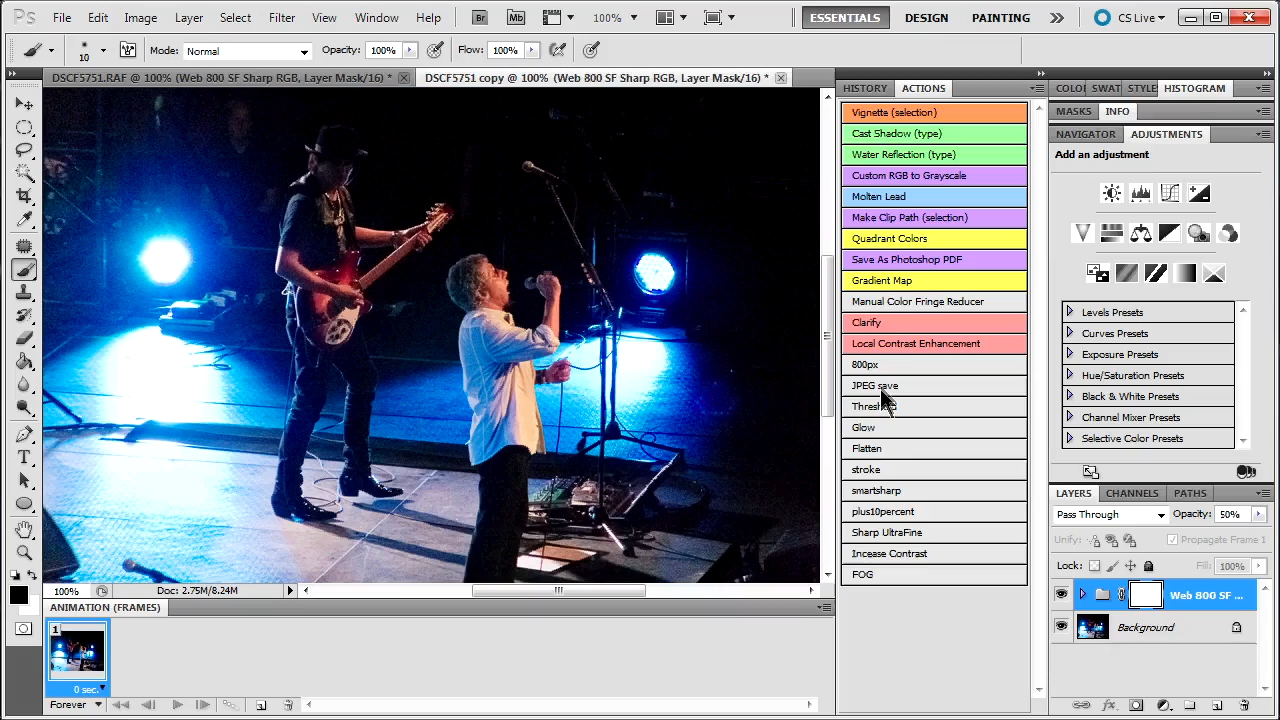 Ps File Edit Image Layer Select Filter View Window Help Br Mb 100% ESSENTIALS DESIGN PAINTING CS Live
10 Mode: Normal Opacity: 100% Flow: 100%
DSCF5751.RAF @ 100% (Web 800 SF Sharp RGB, Layer Mask/16) * DSCF5751 copy @ 100% (Web 800 SF Sharp RGB, Layer Mask/16) *
HISTORY ACTIONS
Vignette (selection)
Cast Shadow (type)
Water Reflection (type)
Custom RGB to Grayscale
Molten Lead
Make Clip Path (selection)
Quadrant Colors
Save As Photoshop PDF
Gradient Map
Manual Color Fringe Reducer
Clarify
Local Contrast Enhancement
800px
JPEG save
Glow
Flatten
stroke
smartsharp
plus10percent
Sharp UltraFine
Incease Contrast
FOG
COLO SWAT STYLE HISTOGRAM
MASKS INFO
NAVIGATOR ADJUSTMENTS
Add an adjustment
Levels Presets
Curves Presets
Exposure Presets
Hue/Saturation Presets
Black & White Presets
Channel Mixer Presets
Selective Color Presets
LAYERS CHANNELS PATHS
Pass Through Opacity: 50%
Unify: Propagate Frame 1
Lock: Fill: 100%
Web 800 SF ...
Background
100% Doc: 2.75M/8.24M
ANIMATION (FRAMES)
1
0 sec.
Forever